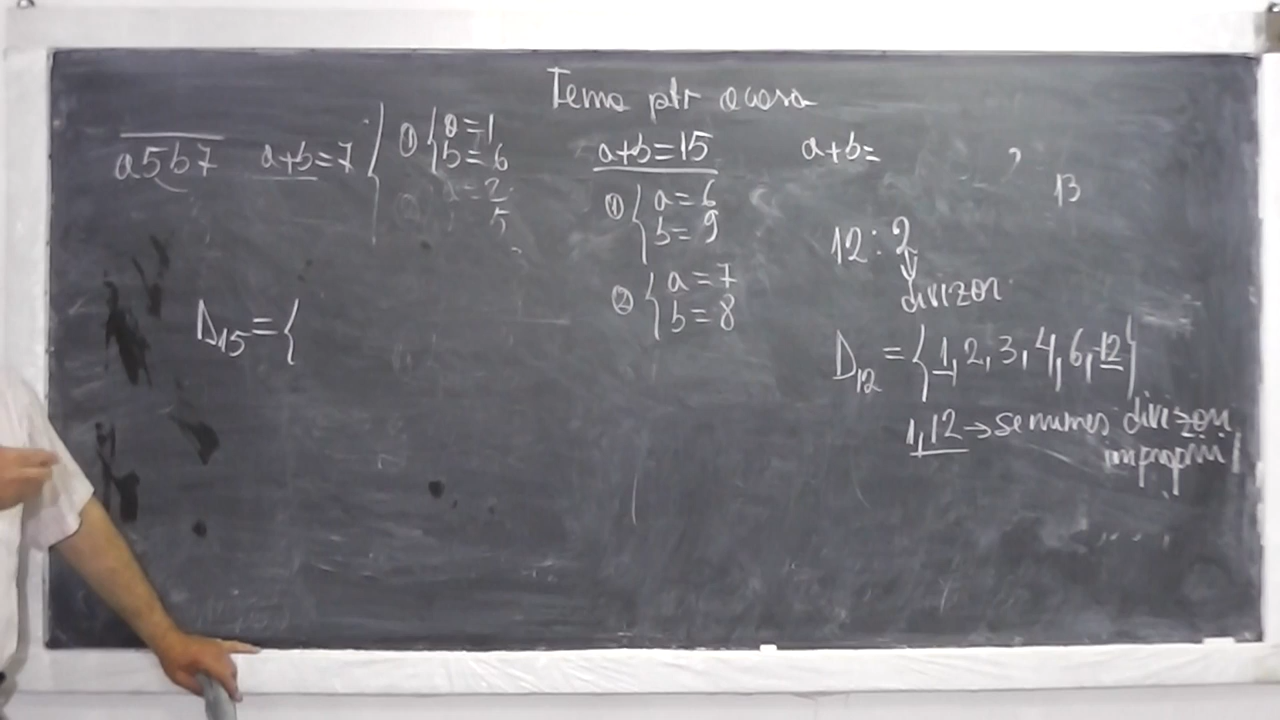 Tema ptr acasa
a5b7 a+b=7 { ① { a=1
b=6
a=2
5
a+b=15
① { a=6
b=9
② { a=7
b=8
a+b=
13
12 : 2
divizor
D12 = {1, 2, 3, 4, 6, 12}
1, 12 → se numes divizori
improprii
D15 = {